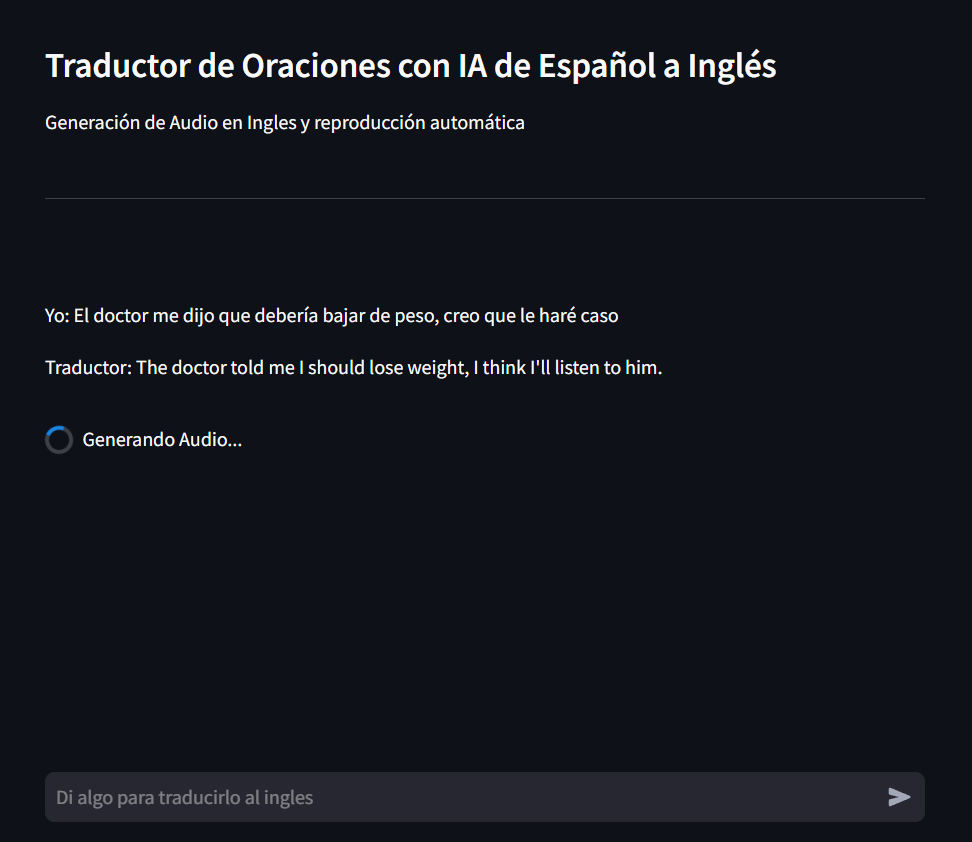 Traductor de Oraciones con IA de Español a Inglés
Generación de Audio en Ingles y reproducción automática
Yo: El doctor me dijo que debería bajar de peso, creo que le haré caso
Traductor: The doctor told me I should lose weight, I think I'll listen to him.
Generando Audio...
Di algo para traducirlo al ingles